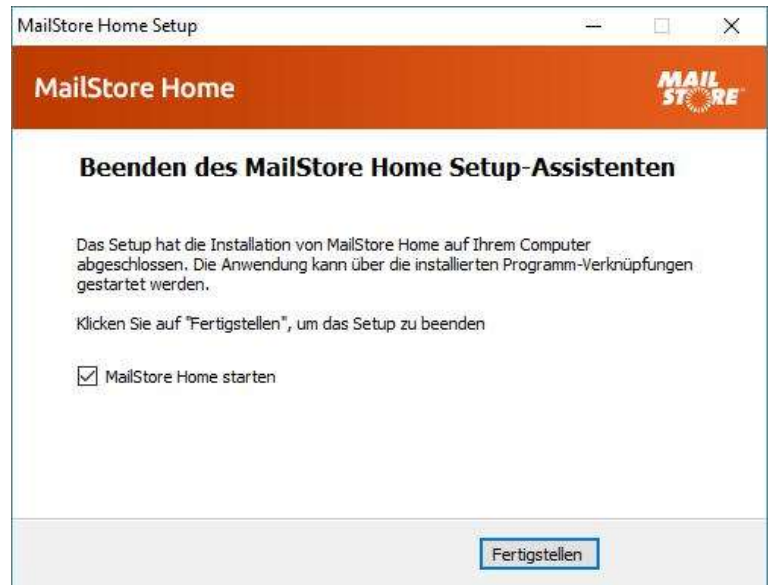 MailStore Home Setup
MailStore Home
MAIL
STORE
Beenden des MailStore Home Setup-Assistenten
Das Setup hat die Installation von MailStore Home auf Ihrem Computer
abgeschlossen. Die Anwendung kann über die installierten Programm-Verknüpfungen
gestartet werden.
Klicken Sie auf "Fertigstellen", um das Setup zu beenden
MailStore Home starten
Fertigstellen